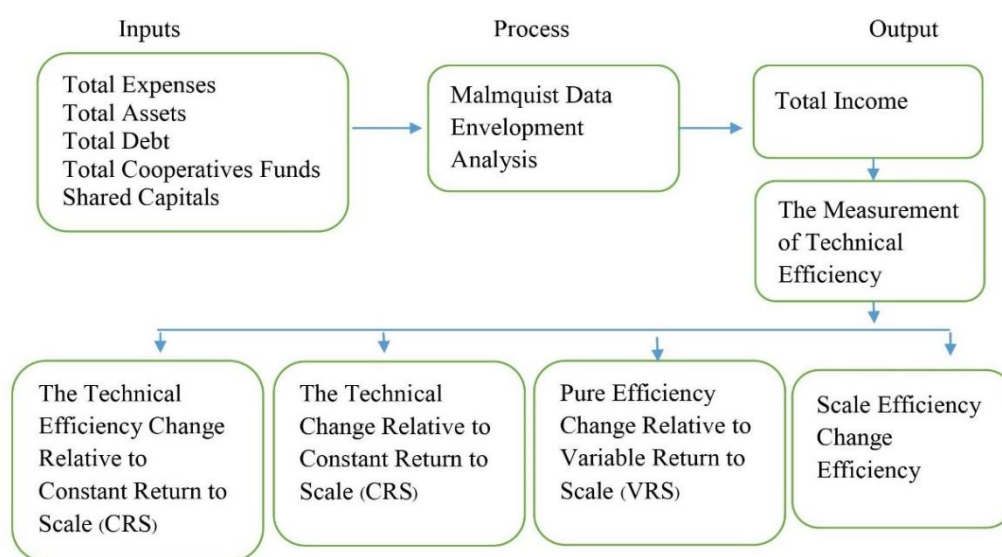 Inputs
Process
Output
Total Expenses
Total Assets
Total Debt
Total Cooperatives Funds
Shared Capitals
Malmquist Data
Envelopment
Analysis
Total Income
The Measurement
of Technical
Efficiency
The Technical
Efficiency Change
Relative to
Constant Return to
Scale (CRS)
The Technical
Change Relative to
Constant Return to
Scale (CRS)
Pure Efficiency
Change Relative to
Variable Return to
Scale (VRS)
Scale Efficiency
Change
Efficiency